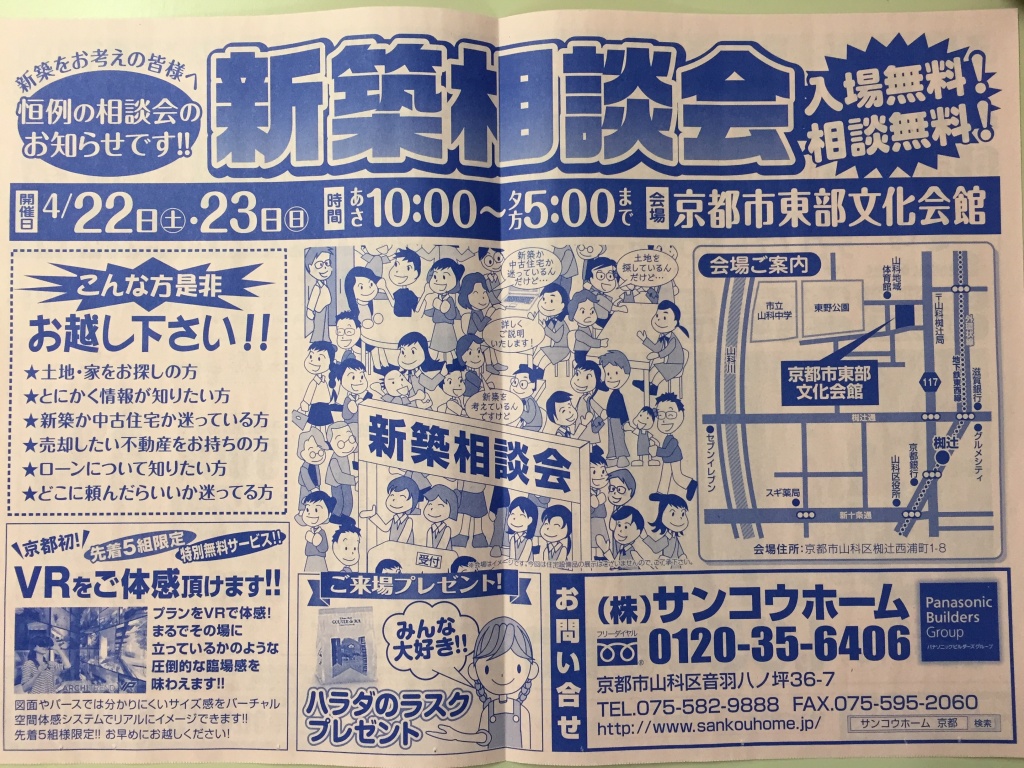 新築をお考えの皆様へ
恒例の相談会の
お知らせです!!
新築相談会
入場無料!
相談無料!
開催日
4/22日㊏・23日㊐
時間
あさ10:00～夕方5:00まで
会場
京都市東部文化会館
こんな方是非
お越し下さい!!
★土地・家をお探しの方
★とにかく情報が知りたい方
★新築か中古住宅か迷っている方
★売却したい不動産をお持ちの方
★ローンについて知りたい方
★どこに頼んだらいいか迷ってる方
新築か
中古住宅か
迷っているん
だけど…
土地を
探しているん
だけど…
詳しく
ご説明
いたします!
新築を
考えているん
ですけど
新築相談会
受付
会場ご案内
市立
山科中学
東野公園
山科地域
体育館
〒山科椥辻局
外環状線
地下鉄東西線
滋賀銀行
山科川
京都市東部
文化会館
117
椥辻通
椥辻
グルメシティ
セブンイレブン
京都銀行
山科区役所
スギ薬局
新十条通
会場住所:京都市山科区椥辻西浦町1-8
京都初!
先着5組限定
特別無料サービス!!
VRをご体感頂けます!!
プランをVRで体感!
まるでその場に
立っているかのような
圧倒的な臨場感を
味わえます!!
図面やパースでは分かりにくいサイズ感をバーチャル
空間体感システムでリアルにイメージできます!!
先着5組様限定!! お早めにお越しください!
ご来場プレゼント!
GOUTER de ROI
みんな
大好き!!
ハラダのラスク
プレゼント
お問い合せ
(株)サンコウホーム
フリーダイヤル
0120-35-6406
Panasonic
Builders
Group
パナソニックビルダーズグループ
京都市山科区音羽八ノ坪36-7
TEL.075-582-9888 FAX.075-595-2060
http://www.sankouhome.jp/
サンコウホーム 京都 検索